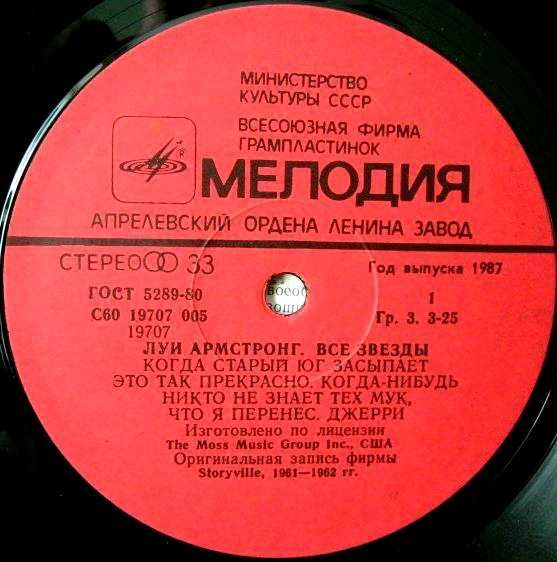 МИНИСТЕРСТВО
КУЛЬТУРЫ СССР
ВСЕСОЮЗНАЯ ФИРМА
ГРАМПЛАСТИНОК
МЕЛОДИЯ
АПРЕЛЕВСКИЙ ОРДЕНА ЛЕНИНА ЗАВОД
СТЕРЕО 33
Год выпуска 1987
ГОСТ 5289-80
1
С60 19707 005
Гр. 3. 3-25
19707
ЛУИ АРМСТРОНГ. ВСЕ ЗВЕЗДЫ
КОГДА СТАРЫЙ ЮГ ЗАСЫПАЕТ
ЭТО ТАК ПРЕКРАСНО. КОГДА-НИБУДЬ
НИКТО НЕ ЗНАЕТ ТЕХ МУК,
ЧТО Я ПЕРЕНЕС. ДЖЕРРИ
Изготовлено по лицензии
The Moss Music Group Inc., США
Оригинальная запись фирмы
Storyville, 1961—1962 гг.